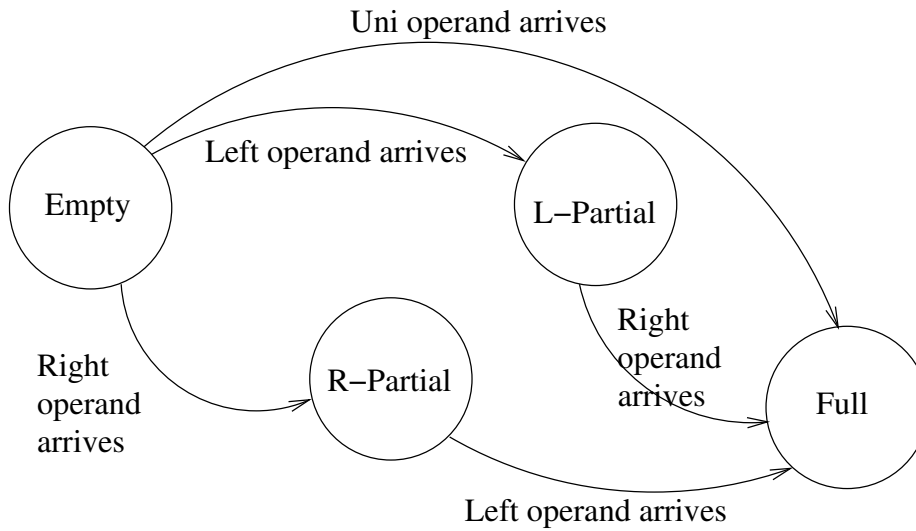 Uni operand arrives
Left operand arrives
Empty
L−Partial
Right
operand
arrives
Right
operand
arrives
R−Partial
Full
Left operand arrives